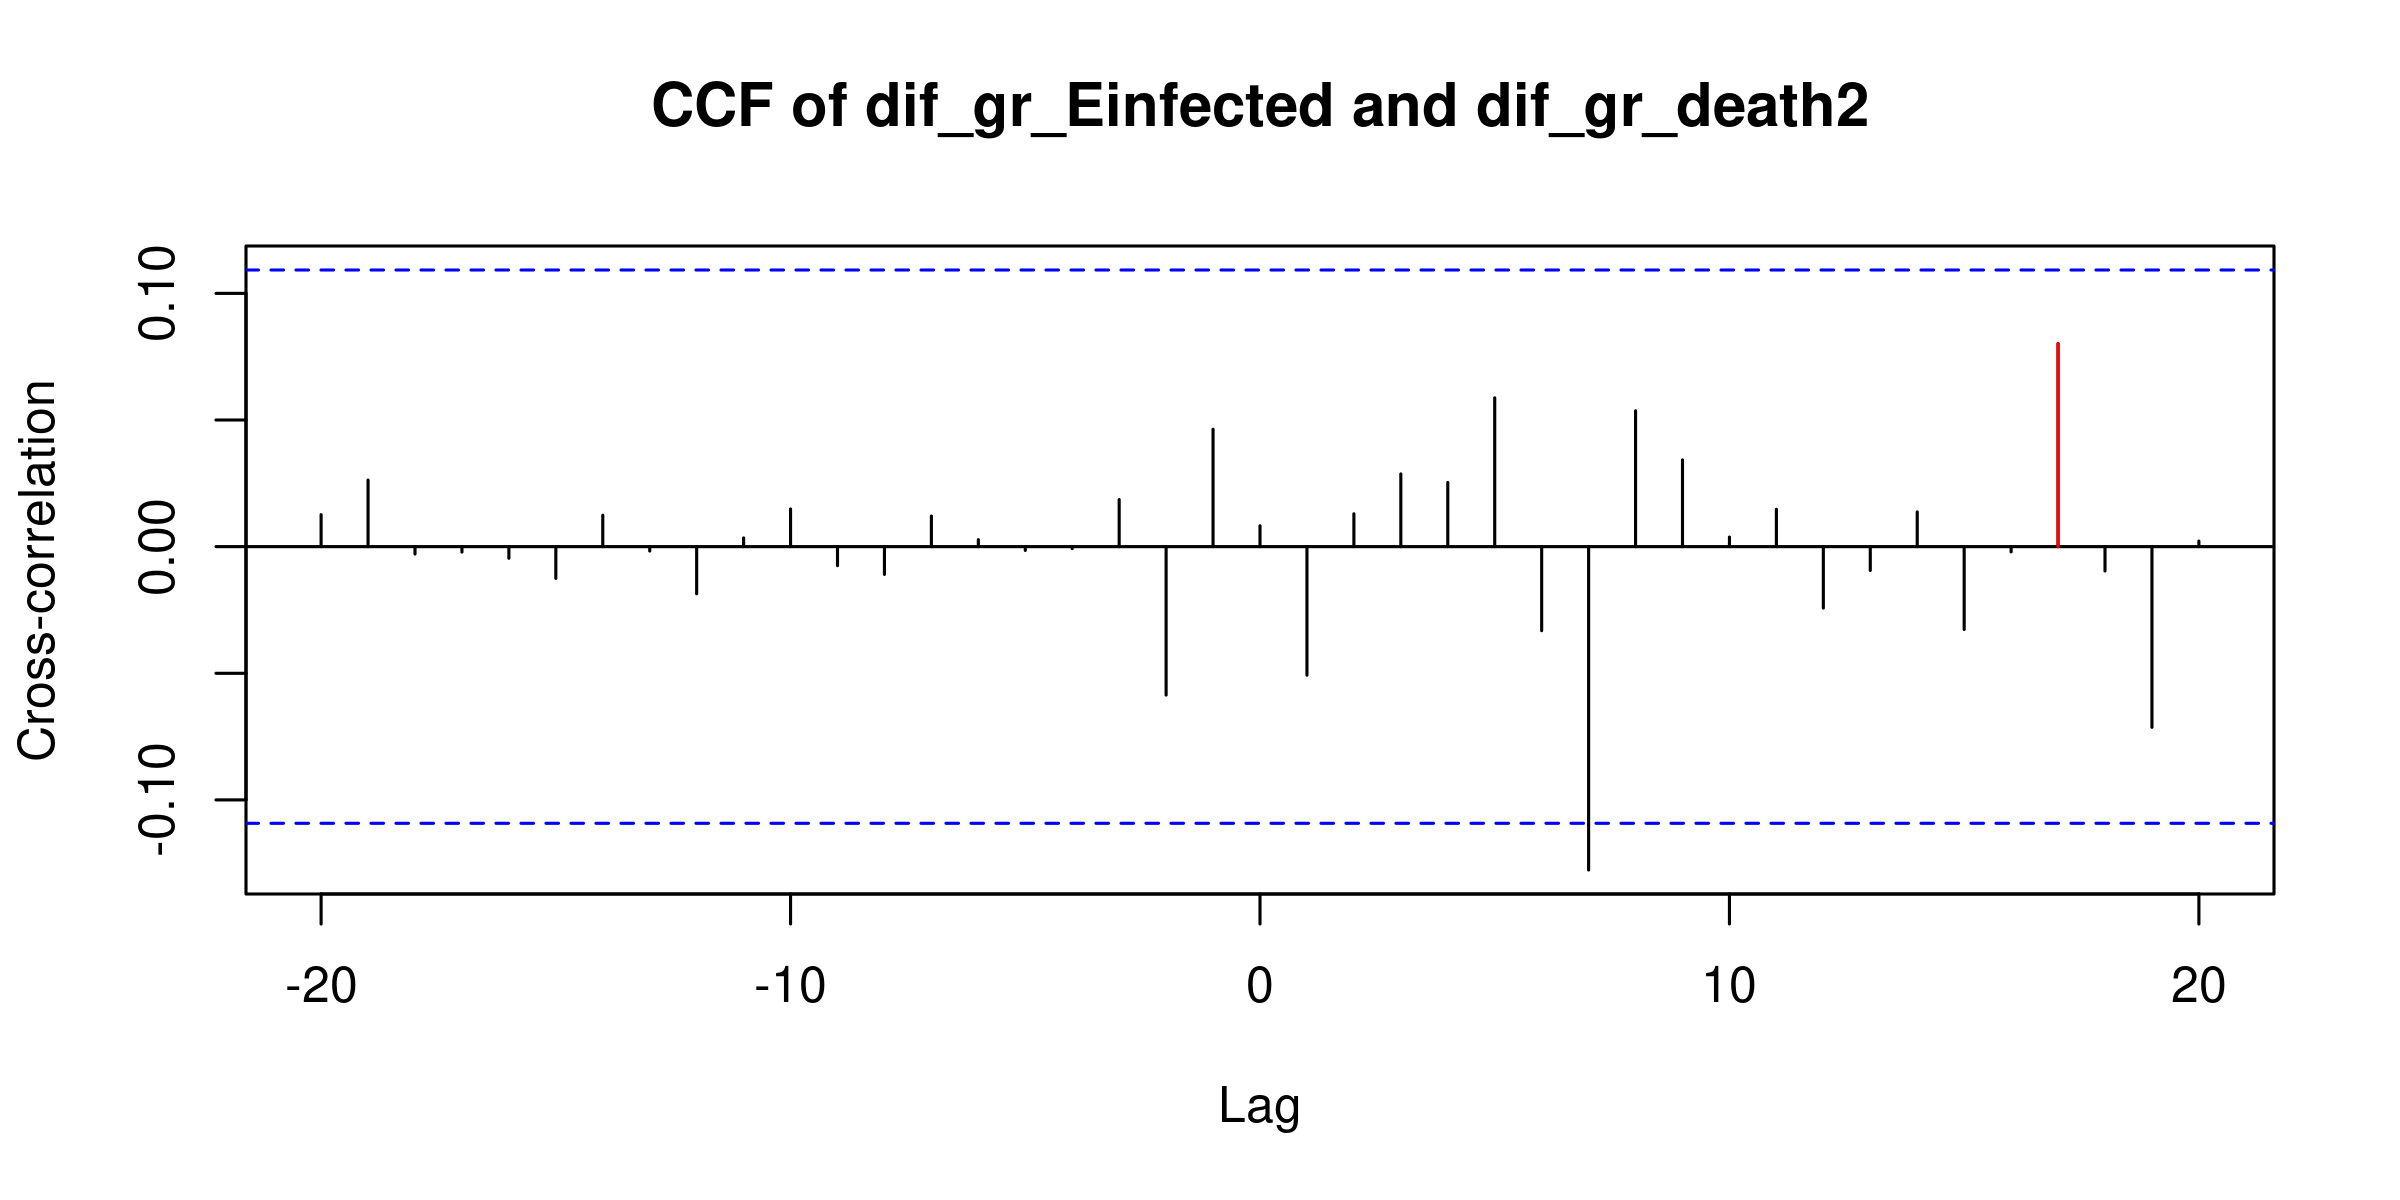 CCF of dif_gr_Einfected and dif_gr_death2
Cross-correlation
0.10
0.00
-0.10
-20 -10 0 10 20
Lag